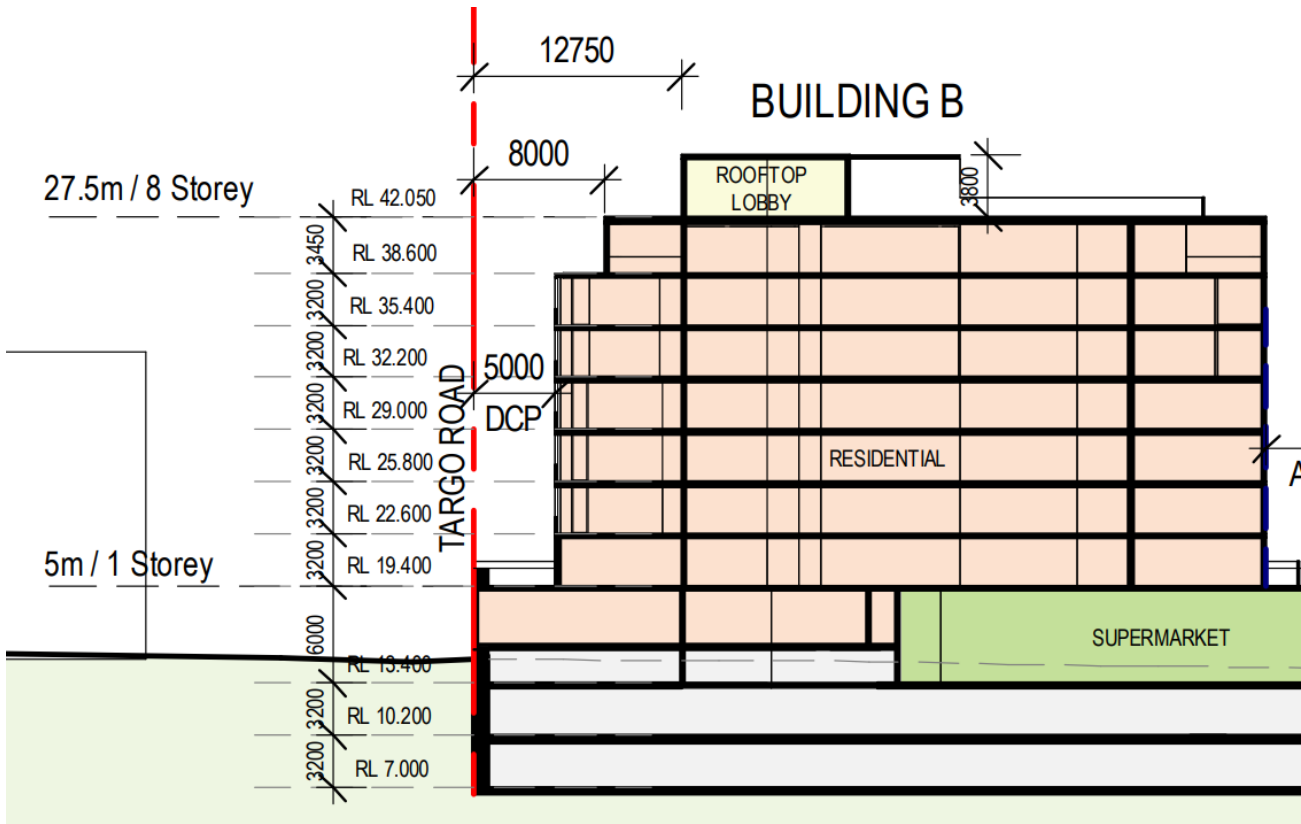 12750
BUILDING B
8000
ROOFTOP
LOBBY
3800
27.5m / 8 Storey
RL 42.050
3450
RL 38.600
3200
RL 35.400
3200
RL 32.200
3200
5000
DCP
RL 29.000
3200
RL 25.800
3200
RL 22.600
3200
RL 19.400
TARGO ROAD
RESIDENTIAL
A
5m / 1 Storey
3200
6000
SUPERMARKET
RL 13.400
3200
RL 10.200
3200
RL 7.000